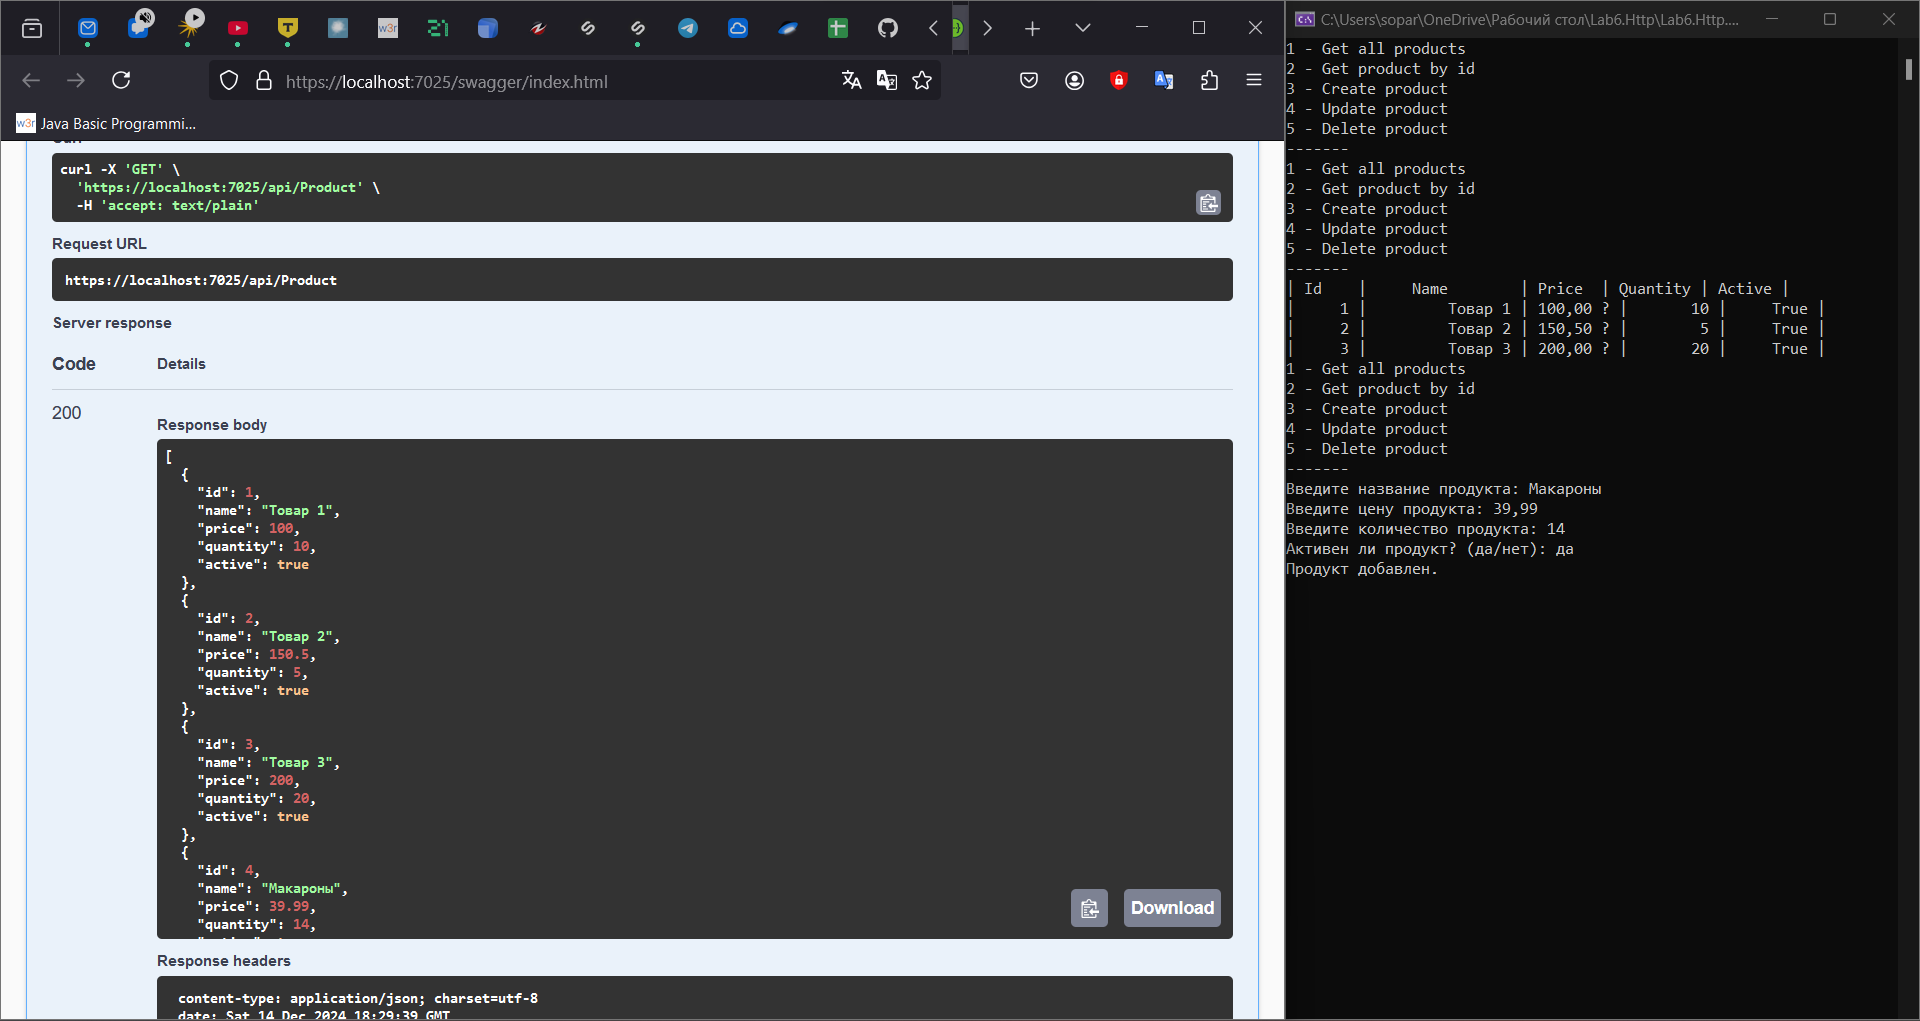 https://localhost:7025/swagger/index.html
w3r Java Basic Programmi...
curl -X 'GET' \
'https://localhost:7025/api/Product' \
-H 'accept: text/plain'
Request URL
https://localhost:7025/api/Product
Server response
Code Details
200
Response body
[
{
"id": 1,
"name": "Товар 1",
"price": 100,
"quantity": 10,
"active": true
},
{
"id": 2,
"name": "Товар 2",
"price": 150.5,
"quantity": 5,
"active": true
},
{
"id": 3,
"name": "Товар 3",
"price": 200,
"quantity": 20,
"active": true
},
{
"id": 4,
"name": "Макароны",
"price": 39.99,
"quantity": 14,
Download
Response headers
content-type: application/json; charset=utf-8
date: Sat 14 Dec 2024 18:29:39 GMT
C:\Users\sopar\OneDrive\Рабочий стол\Lab6.Http\Lab6.Http....
1 - Get all products
2 - Get product by id
3 - Create product
4 - Update product
5 - Delete product
-------
1 - Get all products
2 - Get product by id
3 - Create product
4 - Update product
5 - Delete product
-------
| Id | Name | Price | Quantity | Active |
| 1 | Товар 1 | 100,00 ? | 10 | True |
| 2 | Товар 2 | 150,50 ? | 5 | True |
| 3 | Товар 3 | 200,00 ? | 20 | True |
1 - Get all products
2 - Get product by id
3 - Create product
4 - Update product
5 - Delete product
-------
Введите название продукта: Макароны
Введите цену продукта: 39,99
Введите количество продукта: 14
Активен ли продукт? (да/нет): да
Продукт добавлен.